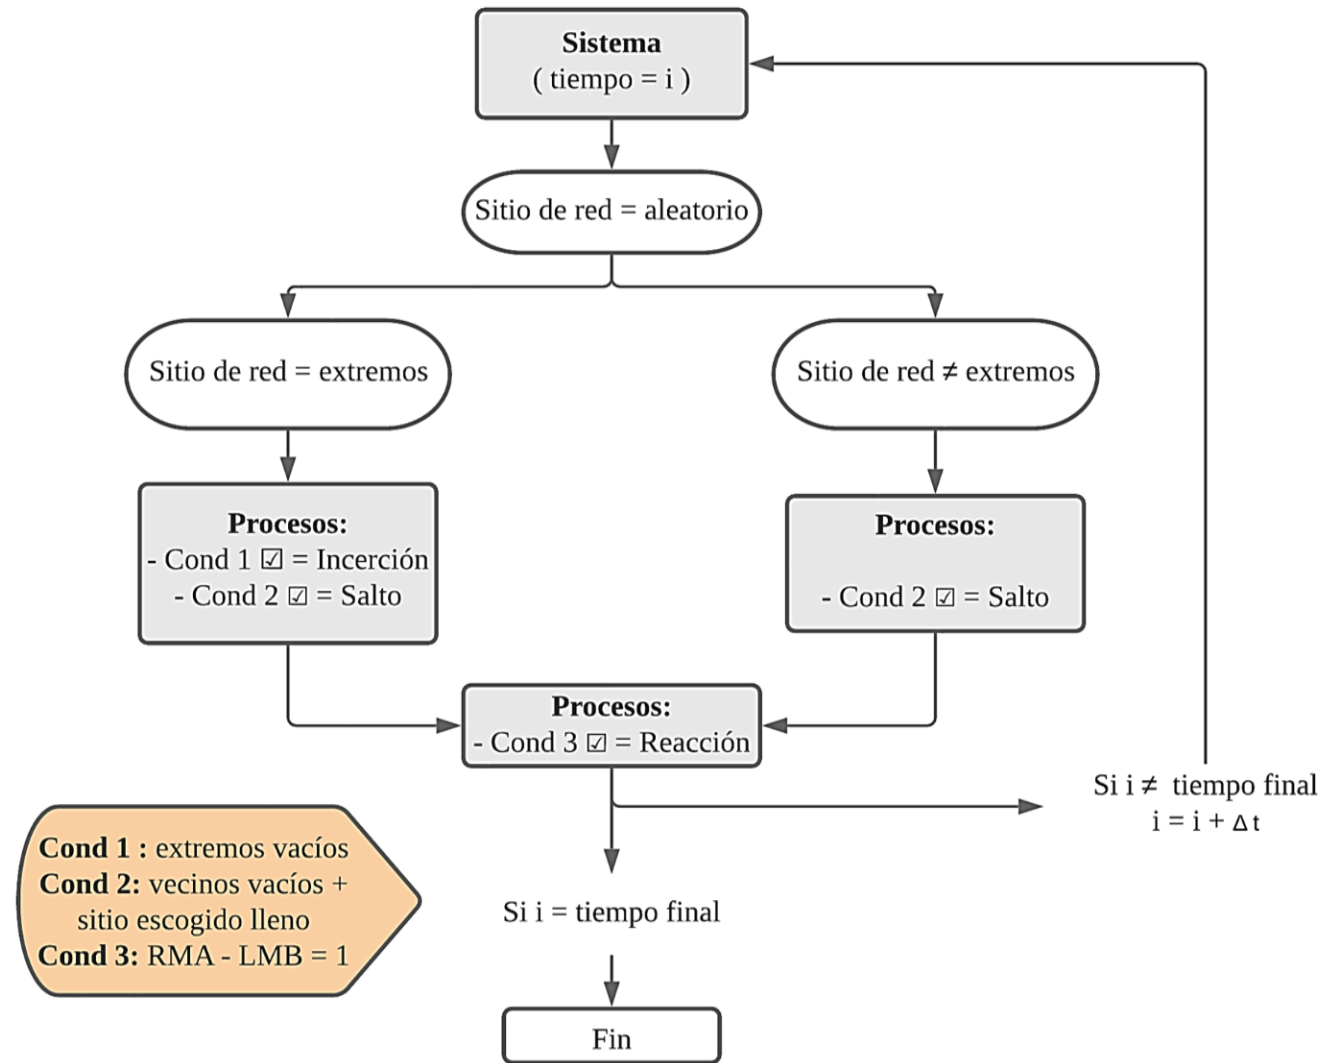 Sistema
( tiempo = i )
Sitio de red = aleatorio
Sitio de red = extremos
Sitio de red ≠ extremos
Procesos:
- Cond 1 ☑ = Incerción
- Cond 2 ☑ = Salto
Procesos:
- Cond 2 ☑ = Salto
Procesos:
- Cond 3 ☑ = Reacción
Si i ≠ tiempo final
i = i + Δ t
Cond 1 : extremos vacíos
Cond 2: vecinos vacíos +
sitio escogido lleno
Cond 3: RMA - LMB = 1
Si i = tiempo final
Fin